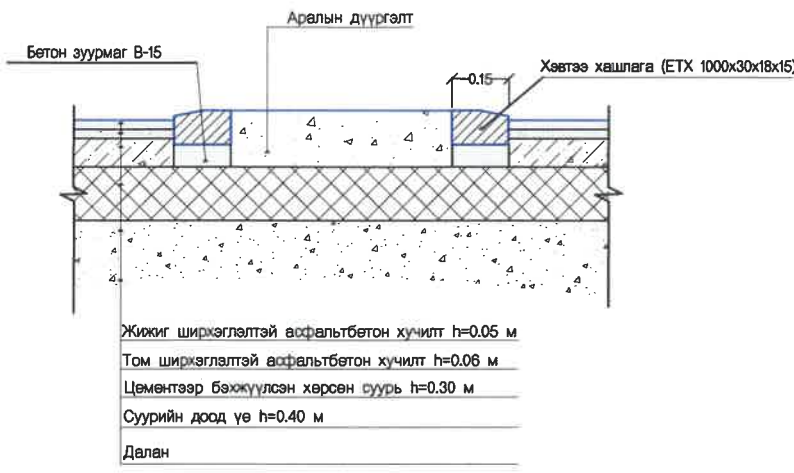 Аралын дүүргэлт
Бетон зуурмаг В-15
Хэвтээ хашлага (ЕТХ 1000х30х18х15)
0.15
Жижиг ширхэглэлтэй асфальтбетон хучилт h=0.05 м
Том ширхэглэлтэй асфальтбетон хучилт h=0.06 м
Цементээр бэхжүүлсэн хөрсөн суурь h=0.30 м
Суурийн доод үе h=0.40 м
Далан